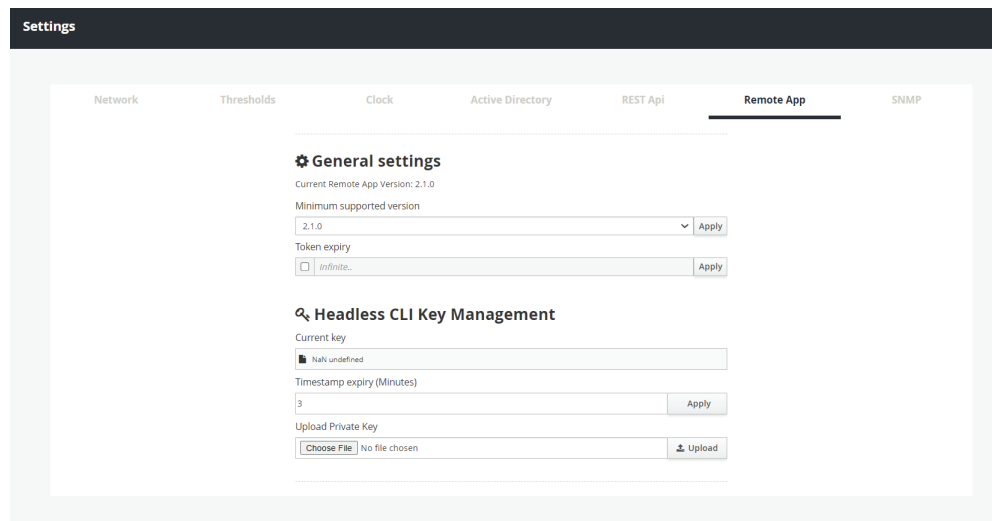 Settings
Network Thresholds Clock Active Directory REST Api Remote App SNMP
General settings
Current Remote App Version: 2.1.0
Minimum supported version
2.1.0 Apply
Token expiry
Infinite.. Apply
Headless CLI Key Management
Current key
NaN undefined
Timestamp expiry (Minutes)
3 Apply
Upload Private Key
Choose File No file chosen Upload